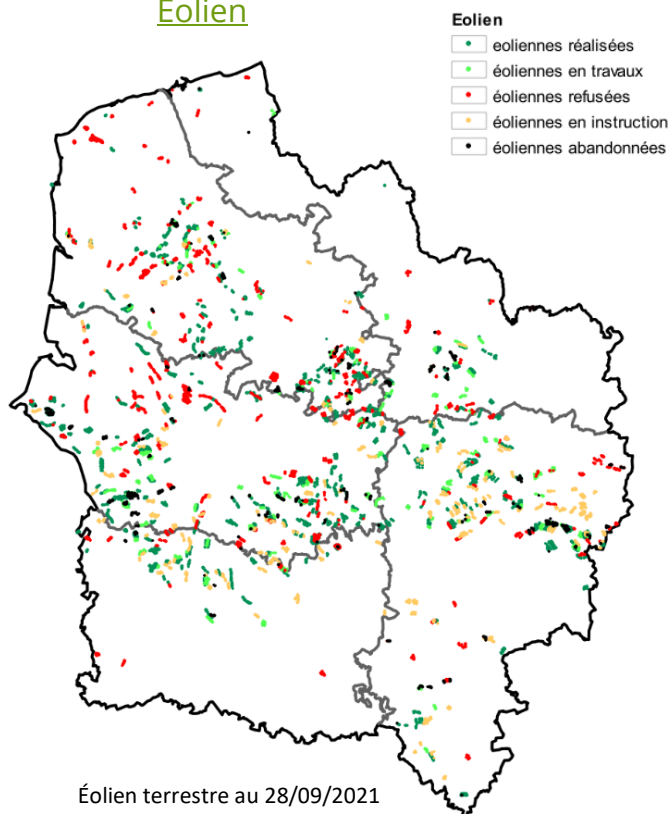 Eolien
Eolien
eoliennes réalisées
éoliennes en travaux
éoliennes refusées
éoliennes en instruction
éoliennes abandonnées
Éolien terrestre au 28/09/2021